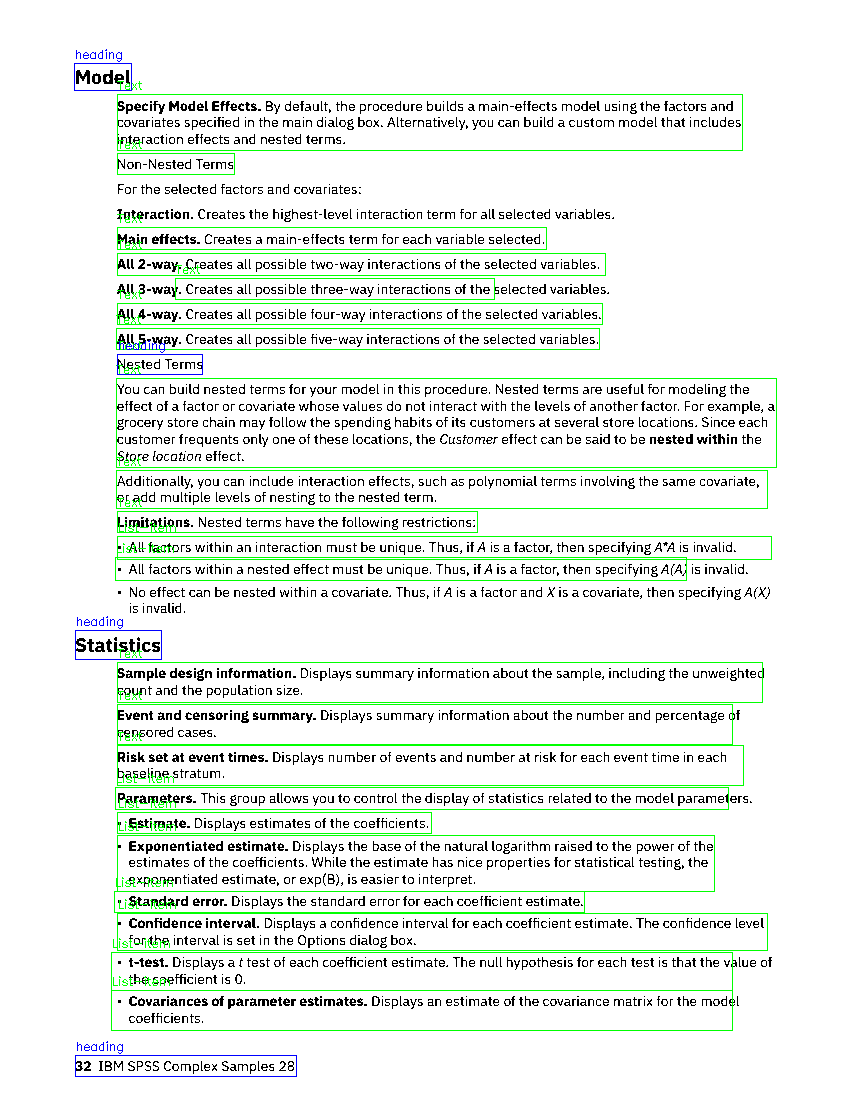 heading
Model
Text
Specify Model Effects. By default, the procedure builds a main-effects model using the factors and
covariates specified in the main dialog box. Alternatively, you can build a custom model that includes
interaction effects and nested terms.
Text
Non-Nested Terms
For the selected factors and covariates:
Interaction. Creates the highest-level interaction term for all selected variables.
Text
Main effects. Creates a main-effects term for each variable selected.
Text
All 2-way. Creates all possible two-way interactions of the selected variables.
Text
All 3-way. Creates all possible three-way interactions of the selected variables.
Text
All 4-way. Creates all possible four-way interactions of the selected variables.
Text
All 5-way. Creates all possible five-way interactions of the selected variables.
heading
Nested Terms
Text
You can build nested terms for your model in this procedure. Nested terms are useful for modeling the
effect of a factor or covariate whose values do not interact with the levels of another factor. For example, a
grocery store chain may follow the spending habits of its customers at several store locations. Since each
customer frequents only one of these locations, the Customer effect can be said to be nested within the
Store location effect.
Text
Additionally, you can include interaction effects, such as polynomial terms involving the same covariate,
or add multiple levels of nesting to the nested term.
Text
Limitations. Nested terms have the following restrictions:
List-item
• All factors within an interaction must be unique. Thus, if A is a factor, then specifying A*A is invalid.
List-item
• All factors within a nested effect must be unique. Thus, if A is a factor, then specifying A(A) is invalid.
• No effect can be nested within a covariate. Thus, if A is a factor and X is a covariate, then specifying A(X)
is invalid.
heading
Statistics
Text
Sample design information. Displays summary information about the sample, including the unweighted
count and the population size.
Text
Event and censoring summary. Displays summary information about the number and percentage of
censored cases.
Text
Risk set at event times. Displays number of events and number at risk for each event time in each
baseline stratum.
List-item
Parameters. This group allows you to control the display of statistics related to the model parameters.
List-item
• Estimate. Displays estimates of the coefficients.
List-item
• Exponentiated estimate. Displays the base of the natural logarithm raised to the power of the
estimates of the coefficients. While the estimate has nice properties for statistical testing, the
exponentiated estimate, or exp(B), is easier to interpret.
List-item
• Standard error. Displays the standard error for each coefficient estimate.
List-item
• Confidence interval. Displays a confidence interval for each coefficient estimate. The confidence level
for the interval is set in the Options dialog box.
List-item
• t-test. Displays a t test of each coefficient estimate. The null hypothesis for each test is that the value of
the coefficient is 0.
List-item
• Covariances of parameter estimates. Displays an estimate of the covariance matrix for the model
coefficients.
heading
32 IBM SPSS Complex Samples 28